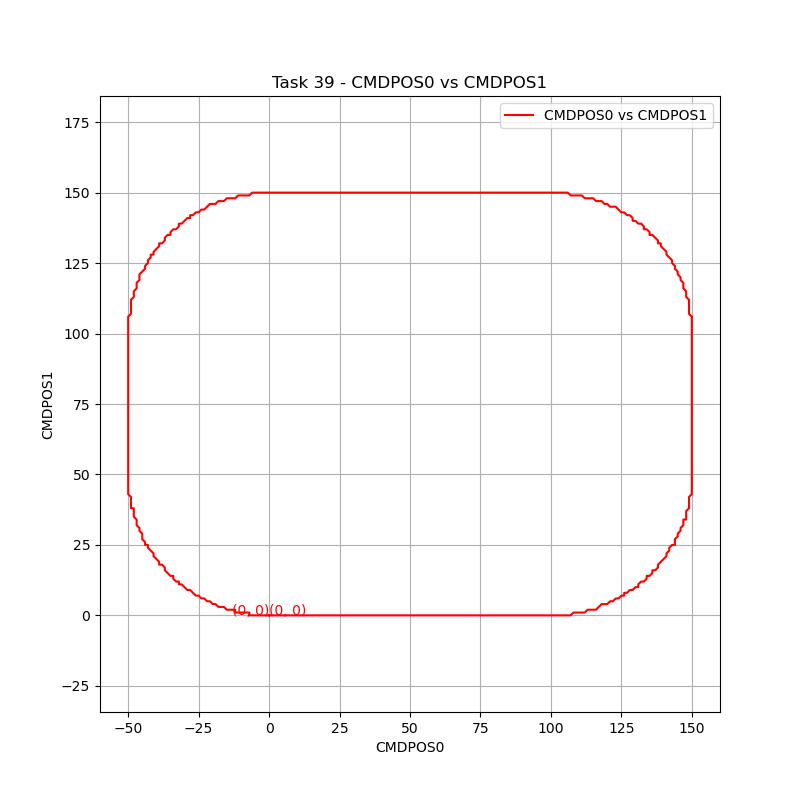 Task 39 - CMDPOS0 vs CMDPOS1
CMDPOS0 vs CMDPOS1
175
150
125
100
75
50
25
0
−25
(0, 0)(0, 0)
−50 −25 0 25 50 75 100 125 150
CMDPOS0
CMDPOS1